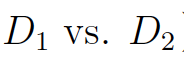 D₁ vs. D₂